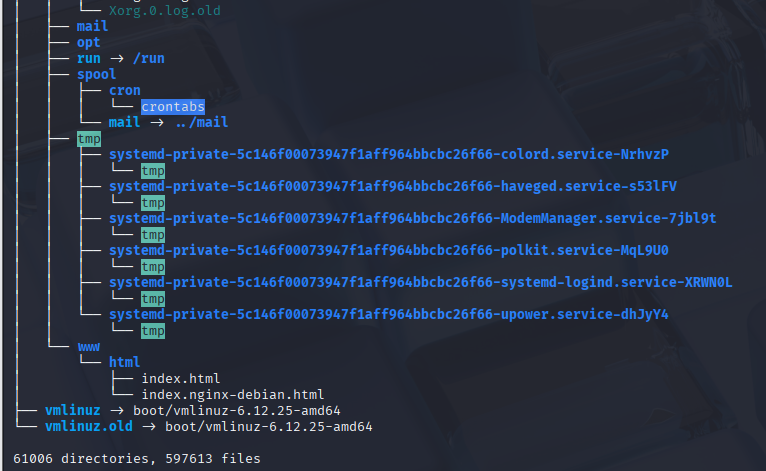 │   │   │   └── Xorg.0.log.old
│   │   ├── mail
│   │   ├── opt
│   │   ├── run -> /run
│   │   ├── spool
│   │   │   ├── cron
│   │   │   │   └── crontabs
│   │   │   └── mail -> ../mail
│   │   ├── tmp
│   │   │   ├── systemd-private-5c146f00073947f1aff964bbcbc26f66-colord.service-NrhvzP
│   │   │   │   └── tmp
│   │   │   ├── systemd-private-5c146f00073947f1aff964bbcbc26f66-haveged.service-s53lFV
│   │   │   │   └── tmp
│   │   │   ├── systemd-private-5c146f00073947f1aff964bbcbc26f66-ModemManager.service-7jbl9t
│   │   │   │   └── tmp
│   │   │   ├── systemd-private-5c146f00073947f1aff964bbcbc26f66-polkit.service-MqL9U0
│   │   │   │   └── tmp
│   │   │   ├── systemd-private-5c146f00073947f1aff964bbcbc26f66-systemd-logind.service-XRWN0L
│   │   │   │   └── tmp
│   │   │   └── systemd-private-5c146f00073947f1aff964bbcbc26f66-upower.service-dhJyY4
│   │   │       └── tmp
│   │   └── www
│   │       └── html
│   │           ├── index.html
│   │           └── index.nginx-debian.html
├── vmlinuz -> boot/vmlinuz-6.12.25-amd64
└── vmlinuz.old -> boot/vmlinuz-6.12.25-amd64
61006 directories, 597613 files